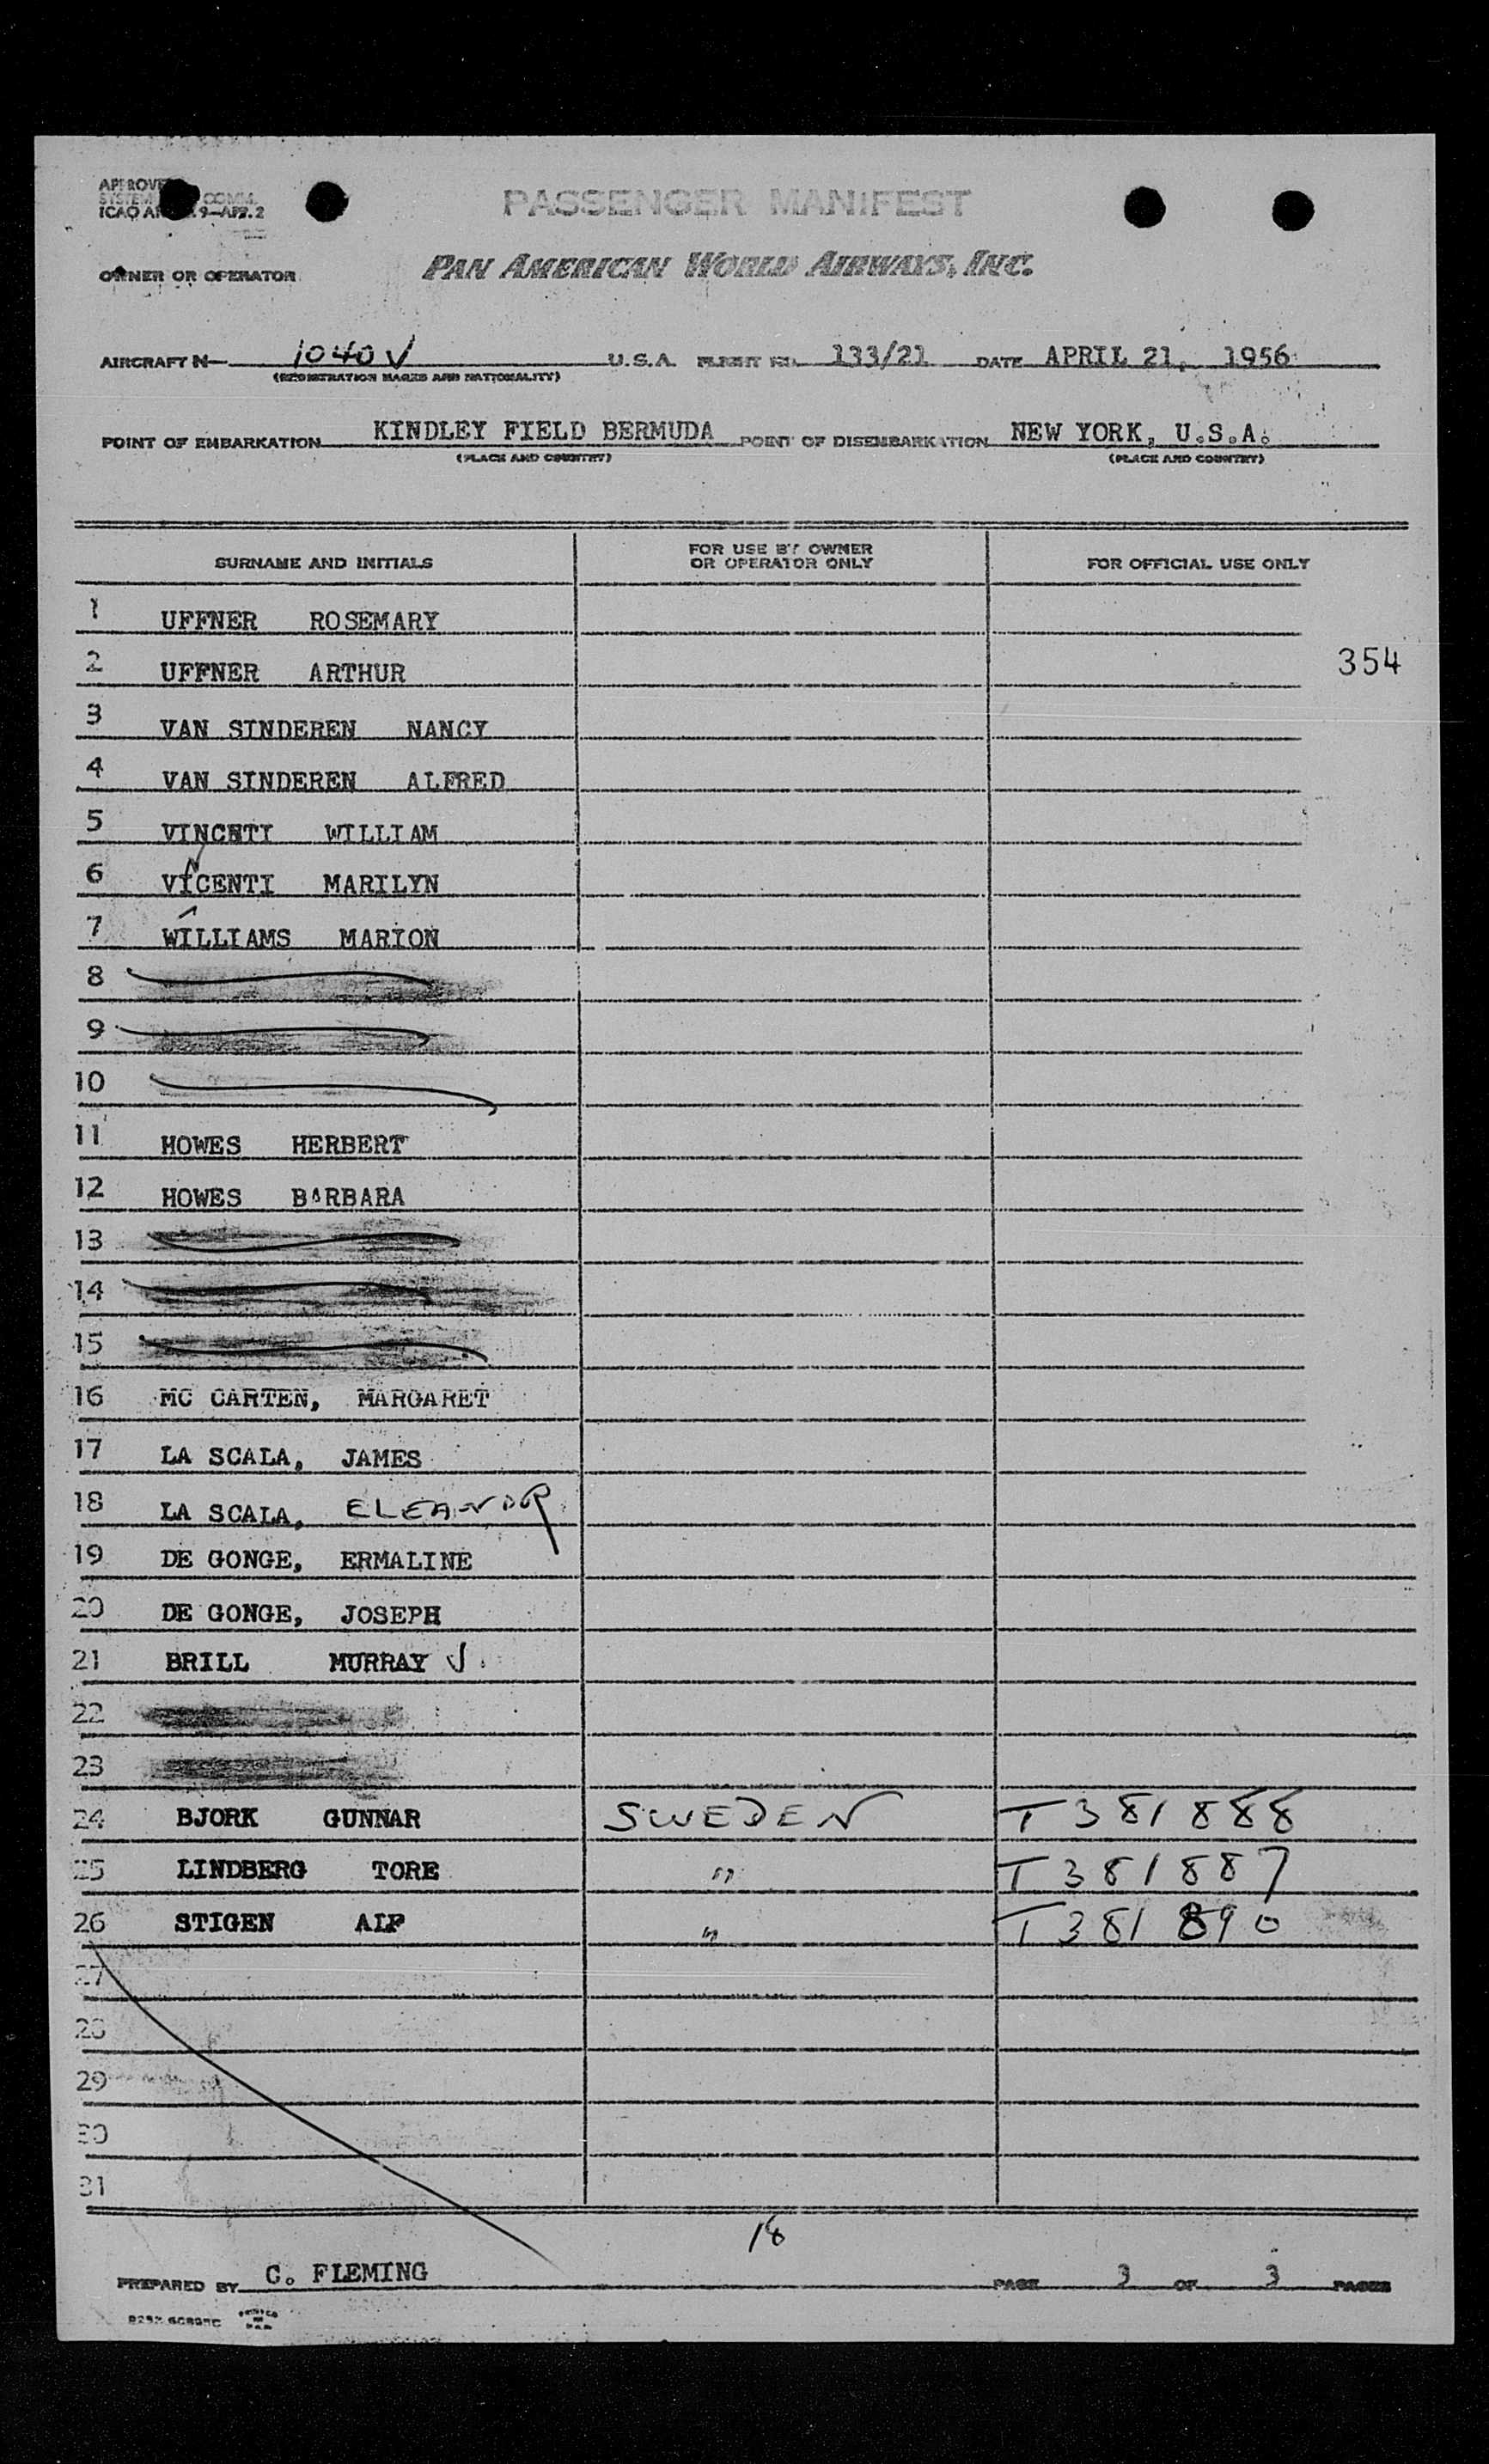 PASSENGER MANIFEST
ICAO
OWNER OR OPERATOR PAN AMERICAN WORLD AIRWAYS, INC.
AIRCRAFT N— 1040V U.S.A. FLIGHT NO. 133/21 DATE APRIL 21, 1956
(REGISTRATION MARKS AND NATIONALITY)
POINT OF EMBARKATION KINDLEY FIELD BERMUDA POINT OF DISEMBARKATION NEW YORK, U.S.A.
(PLACE AND COUNTRY) (PLACE AND COUNTRY)
SURNAME AND INITIALS FOR USE BY OWNER OR OPERATOR ONLY FOR OFFICIAL USE ONLY
1 UFFNER ROSEMARY
2 UFFNER ARTHUR 354
3 VAN SINDEREN NANCY
4 VAN SINDEREN ALFRED
5 VINCNTI WILLIAM
6 VINCENTI MARILYN
7 WILLIAMS MARION
8
9
10
11 HOWES HERBERT
12 HOWES BARBARA
13
14
15
16 MC CARTEN, MARGARET
17 LA SCALA, JAMES
18 LA SCALA, ELEANOR
19 DE GONGE, ERMALINE
20 DE GONGE, JOSEPH
21 BRILL MURRAY
22
23
24 BJORK GUNNAR SWEDEN T381888
25 LINDBERG TORE " T381887
26 STIGEN ALF " T381890
27
28
29
30
31
18
PREPARED BY C. FLEMING PAGE 3 OF 3 PAGES